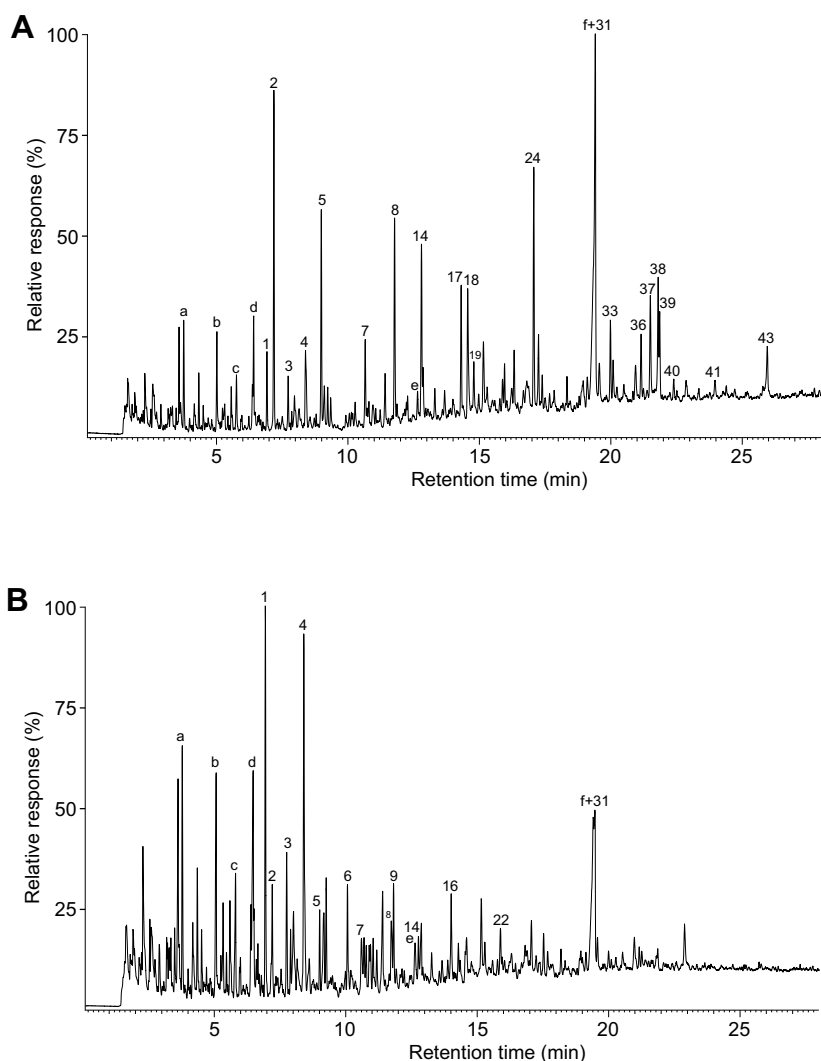 A
Relative response (%)
100
75
50
25
a
b
c
d
1
2
3
4
5
7
8
e
14
17
18
19
24
f+31
33
36
37
38
39
40
41
43
5
10
15
20
25
Retention time (min)
B
Relative response (%)
100
75
50
25
a
b
c
d
1
2
3
4
5
6
7
8
9
14
e
16
22
f+31
5
10
15
20
25
Retention time (min)